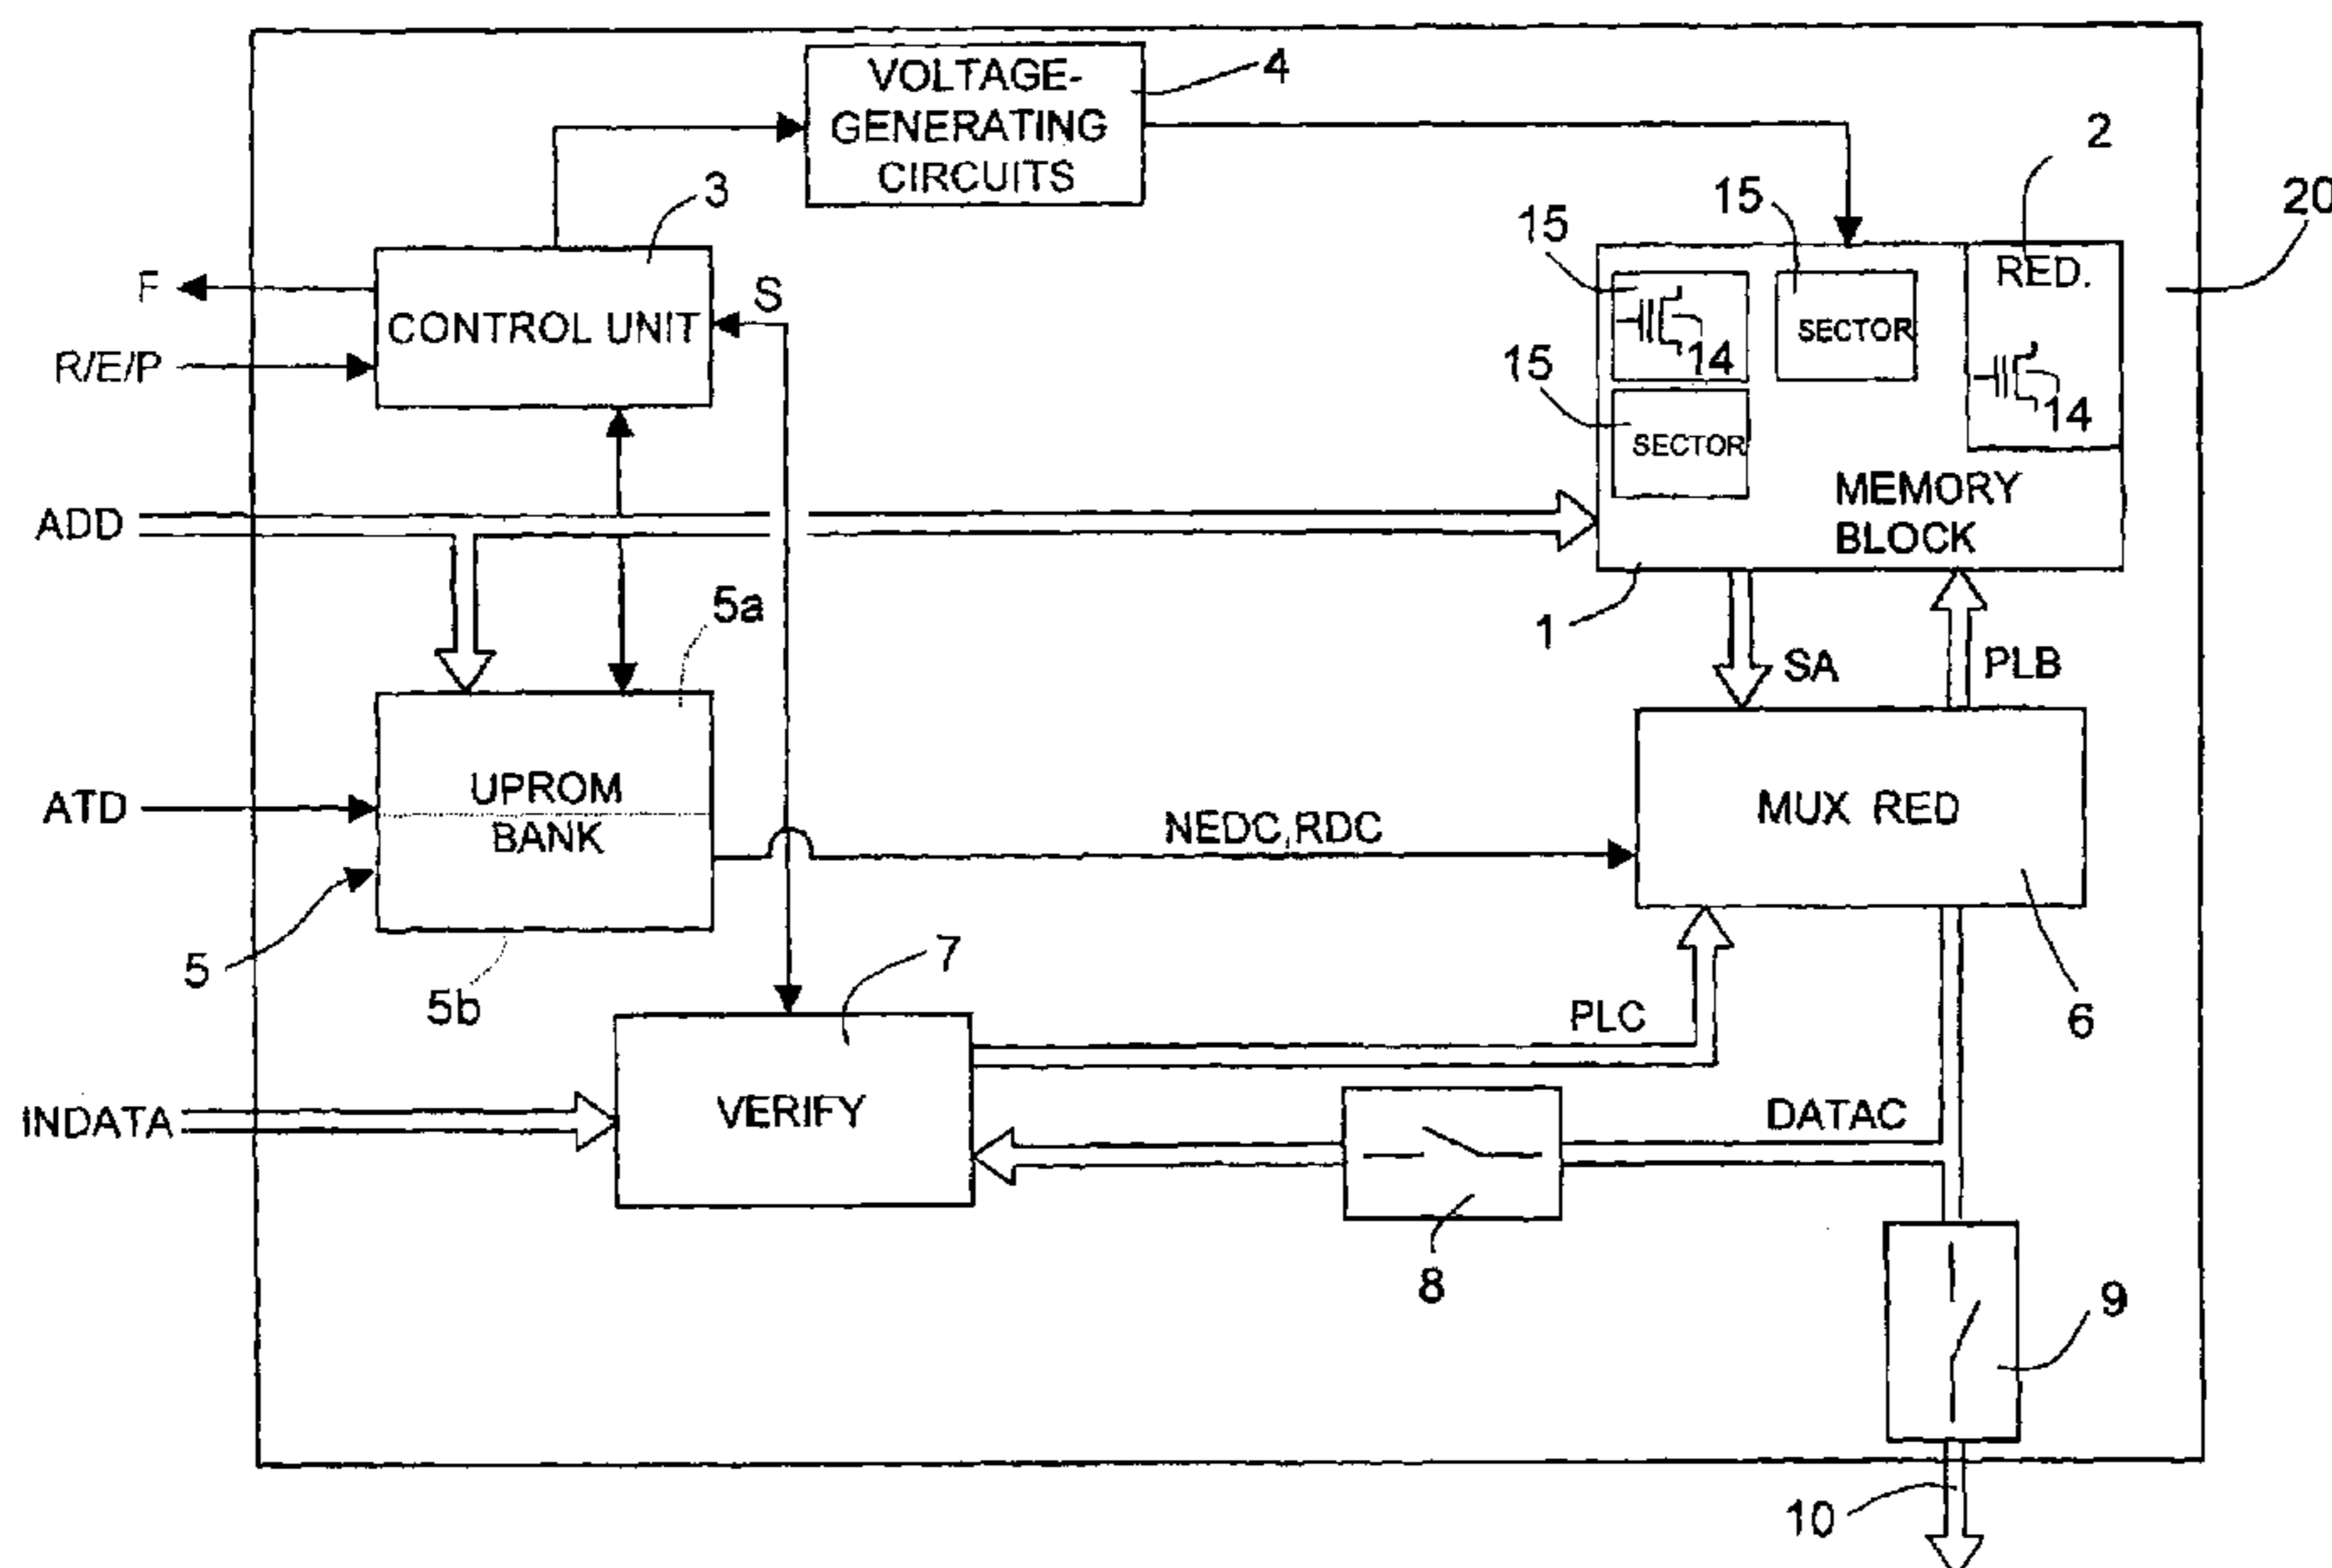 VOLTAGE-
GENERATING
CIRCUITS
4
2
20
3
15
15
RED.
F
S
CONTROL UNIT
R/E/P
14
SECTOR
15
14
SECTOR
ADD
MEMORY
BLOCK
5a
1
SA
PLB
UPROM
BANK
ATD
NEDC,RDC
MUX RED
5
5b
7
6
PLC
INDATA
VERIFY
DATAC
8
9
10